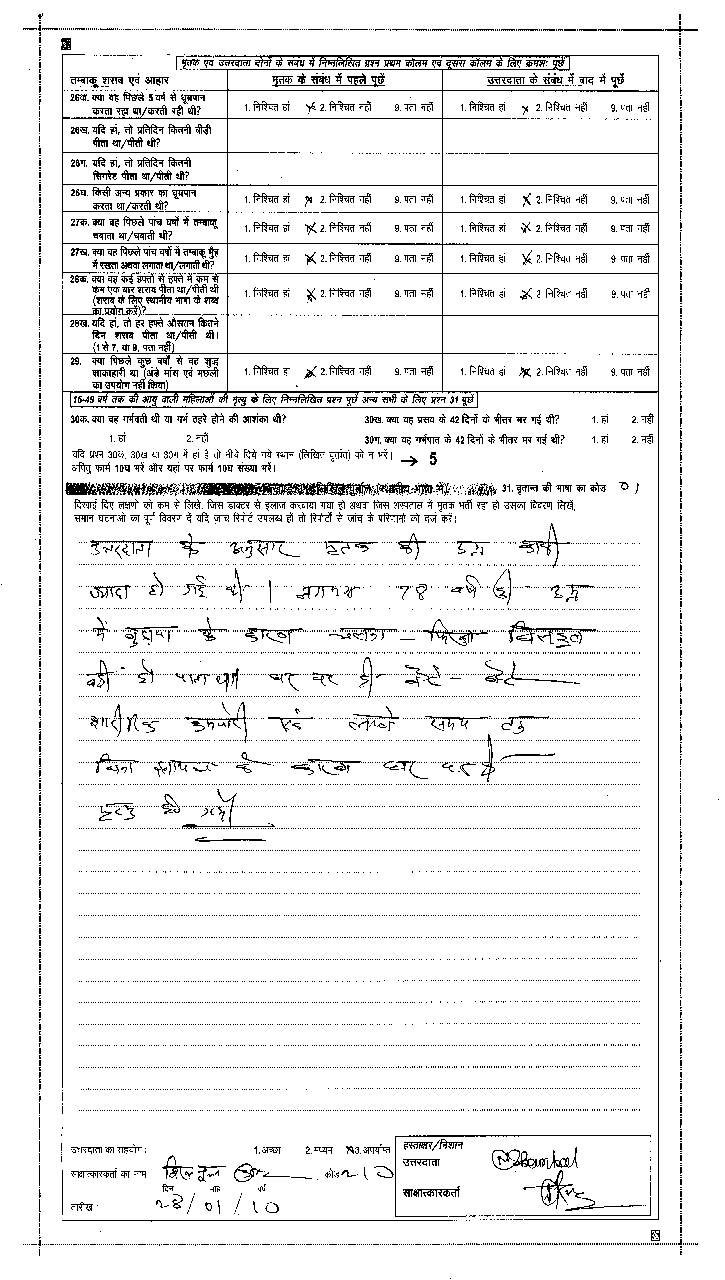 मृतक एवं उत्तरदाता दोनों के संबंध में निम्नलिखित प्रश्न प्रथम कॉलम एवं दूसरा कॉलम के लिए क्रमशः पूछें
तम्बाकू शराब एवं आहार मृतक के संबंध में पहले पूछें उत्तरदाता के संबंध में बाद में पूछें
26क. क्या वह पिछले 5 वर्ष से धूम्रपान करता रहा था/करती रही थी? 1. निश्चित हां X 2. निश्चित नहीं 9. पता नहीं 1. निश्चित हां X 2. निश्चित नहीं 9. पता नहीं
26ख. यदि हां, तो प्रतिदिन कितनी बीड़ी पीता था/पीती थी?
26ग. यदि हां, तो प्रतिदिन कितनी सिगरेट पीता था/पीती थी?
26घ. किसी अन्य प्रकार का धूम्रपान करता था/करती थी? 1. निश्चित हां X 2. निश्चित नहीं 9. पता नहीं 1. निश्चित हां X 2. निश्चित नहीं 9. पता नहीं
27क. क्या वह पिछले पांच वर्षों में तम्बाकू चबाता था/चबाती थी? 1. निश्चित हां X 2. निश्चित नहीं 9. पता नहीं 1. निश्चित हां X 2. निश्चित नहीं 9. पता नहीं
27ख. क्या वह पिछले पांच वर्षों में तम्बाकू मुँह में रखता अथवा लगाता था/लगाती थी? 1. निश्चित हां X 2. निश्चित नहीं 9. पता नहीं 1. निश्चित हां X 2. निश्चित नहीं 9. पता नहीं
28क. क्या वह कई हफ्तों से हफ्ते में कम से कम एक बार शराब पीता था/पीती थी (शराब के लिए स्थानीय भाषा के शब्द का प्रयोग करें)? 1. निश्चित हां X 2. निश्चित नहीं 9. पता नहीं 1. निश्चित हां X 2. निश्चित नहीं 9. पता नहीं
28ख. यदि हां, तो हर हफ्ते औसतन कितने दिन शराब पीता था/पीती थी। (1 से 7, या 9, पता नहीं)
29. क्या पिछले कुछ वर्षों से वह शुद्ध शाकाहारी था (अंडे मांस एवं मछली का उपयोग नहीं किया) 1. निश्चित हां X 2. निश्चित नहीं 9. पता नहीं 1. निश्चित हां X 2. निश्चित नहीं 9. पता नहीं
15-49 वर्ष तक की आयु वाली महिलाओं की मृत्यु के लिए निम्नलिखित प्रश्न पूछें अन्य सभी के लिए प्रश्न 31 पूछें
30क. क्या वह गर्भवती थी या गर्भ ठहरे होने की आशंका थी? 30ख. क्या वह प्रसव के 42 दिनों के भीतर मर गई थी? 1. हां 2. नहीं
1. हां 2. नहीं 30ग. क्या वह गर्भपात के 42 दिनों के भीतर मर गई थी? 1. हां 2. नहीं
यदि प्रश्न 30क, 30ख या 30ग में हां है तो नीचे दिये गये स्थान (लिखित वृतांत) को न भरें। → 5
अपितु फार्म 10घ भरें और यहां पर फार्म 10घ संख्या भरें।
31. वृतान्त की भाषा का कोड 01
दिखाई दिए लक्षणों को क्रम से लिखें, जिस डाक्टर से इलाज करवाया गया हो अथवा जिस अस्पताल में मृतक भर्ती रहा हो उसका विवरण लिखें,
समान घटनाओं का पूर्ण विवरण दें यदि जांच रिपोर्ट उपलब्ध हो तो रिपोर्टों से जांच के परिणामों को दर्ज करें।
उत्तरदाता के अनुसार मृतक की उम्र काफी
ज्यादा हो गई थी। लगभग 78 वर्ष की उम्र
में बुढ़ापा के कारण चलना - फिरना बिलकुल
नहीं हो पाता था घर पर ही लेटे - लेटे
शारीरिक कमजोरी एवं लम्बे समय तक
बिना के कारण घर पर ही
मृत्यु हो गयी
उत्तरदाता का सहयोग : 1. अच्छा 2. मध्यम X 3. अपर्याप्त हस्ताक्षर/निशान
उत्तरदाता
साक्षात्कारकर्ता का नाम कोड 210
दिन माह वर्ष साक्षात्कारकर्ता
तारीख : 28/01/10